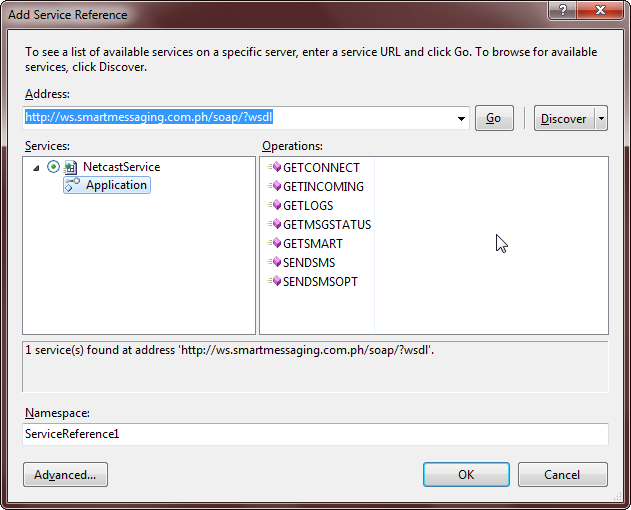 Add Service Reference
To see a list of available services on a specific server, enter a service URL and click Go. To browse for available
services, click Discover.
Address:
http://ws.smartmessaging.com.ph/soap/?wsdl
Go
Discover
Services:
Operations:
NetcastService
Application
GETCONNECT
GETINCOMING
GETLOGS
GETMSGSTATUS
GETSMART
SENDSMS
SENDSMSOPT
1 service(s) found at address 'http://ws.smartmessaging.com.ph/soap/?wsdl'.
Namespace:
ServiceReference1
Advanced...
OK
Cancel